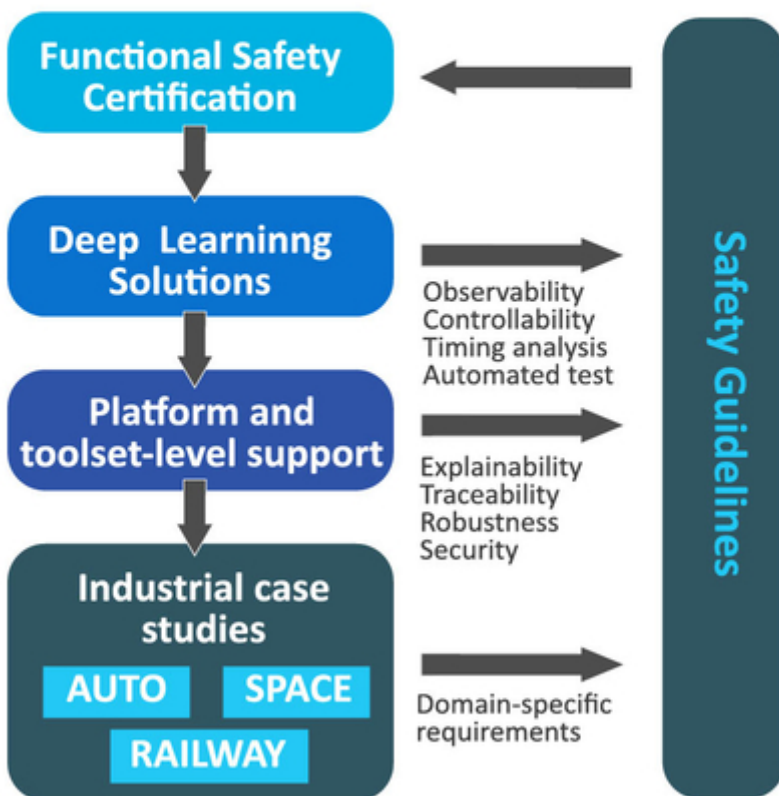 Functional Safety
Certification
Deep Learninng
Solutions
Observability
Controllability
Timing analysis
Automated test
Platform and
toolset-level support
Explainability
Traceability
Robustness
Security
Industrial case
studies
AUTO
SPACE
RAILWAY
Domain-specific
requirements
Safety Guidelines